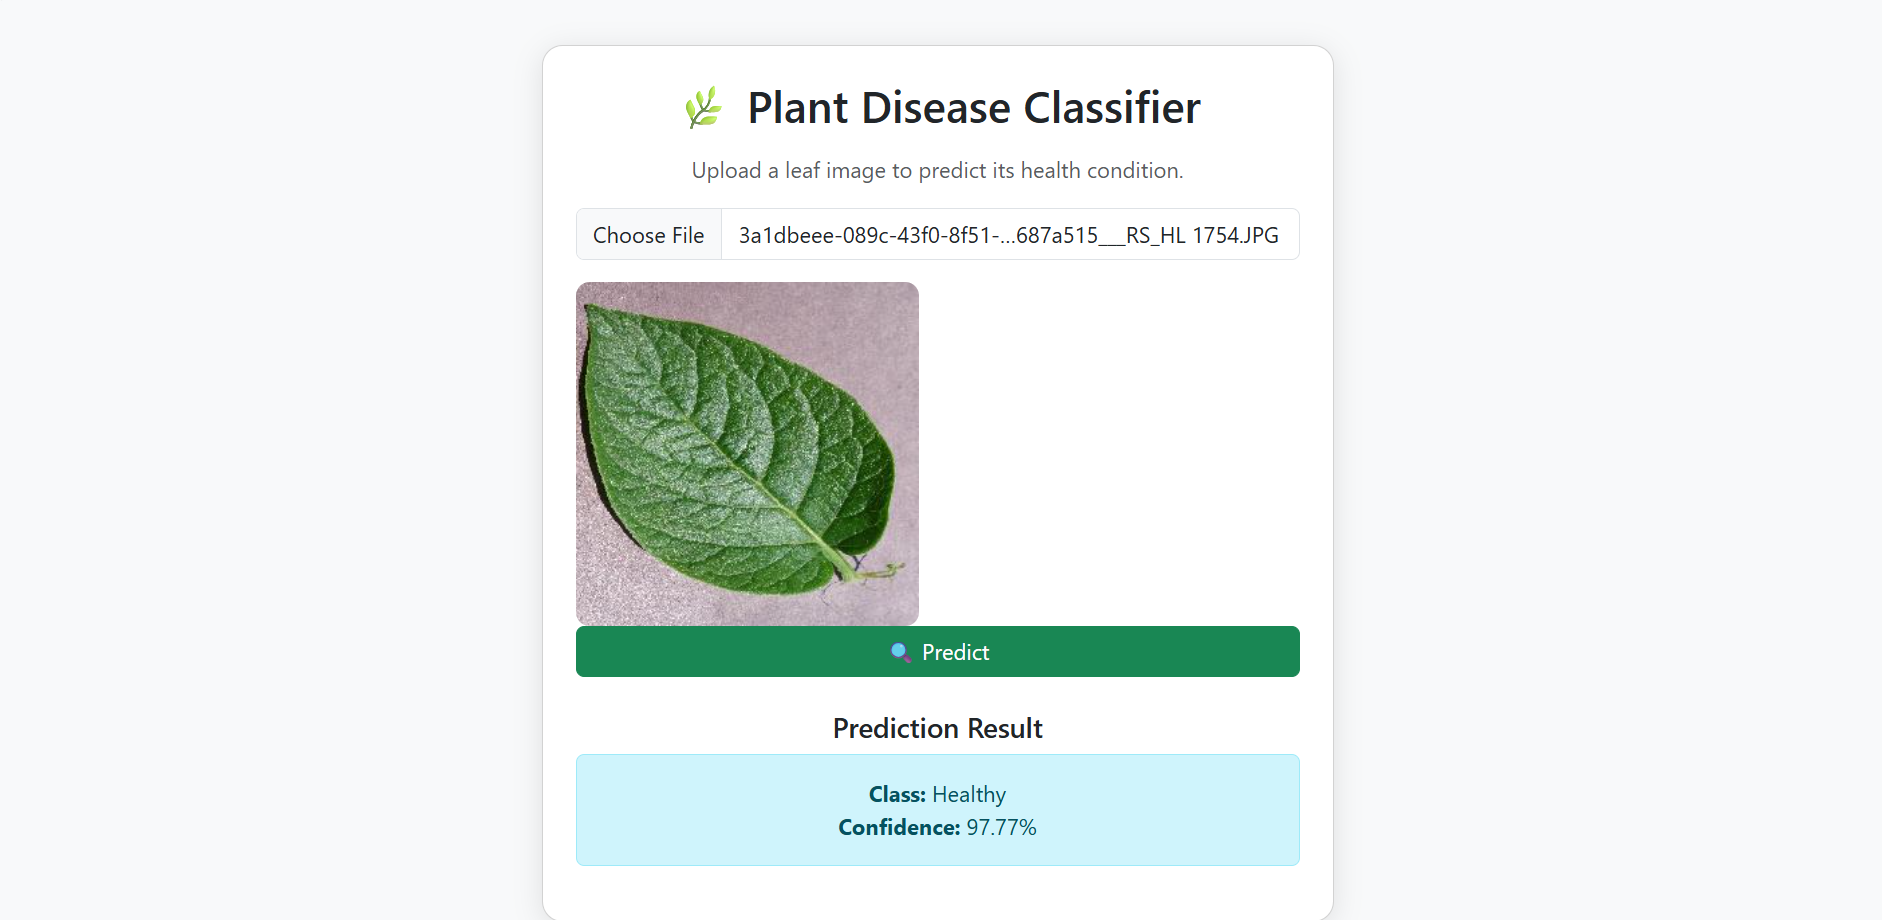 Plant Disease Classifier
Upload a leaf image to predict its health condition.
Choose File 3a1dbeee-089c-43f0-8f51-...687a515___RS_HL 1754.JPG
Predict
Prediction Result
Class: Healthy
Confidence: 97.77%